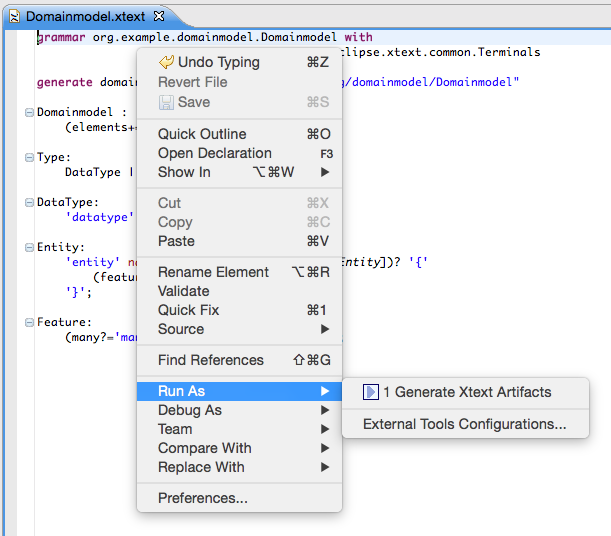 Domainmodel.xtext
grammar org.example.domainmodel.Domainmodel with
clipse.xtext.common.Terminals
generate domai g/domainmodel/Domainmodel"
Domainmodel :
(elements+
Type:
DataType |
DataType:
'datatype'
Entity:
'entity' na Entity])? '{'
(featur
'}';
Feature:
(many?='ma
Undo Typing ⌘Z
Revert File
Save ⌘S
Quick Outline ⌘O
Open Declaration F3
Show In ⌥⌘W ▶
Cut ⌘X
Copy ⌘C
Paste ⌘V
Rename Element ⌥⌘R
Validate
Quick Fix ⌘1
Source ▶
Find References ⇧⌘G
Run As ▶
Debug As ▶
Team ▶
Compare With ▶
Replace With ▶
Preferences...
1 Generate Xtext Artifacts
External Tools Configurations...